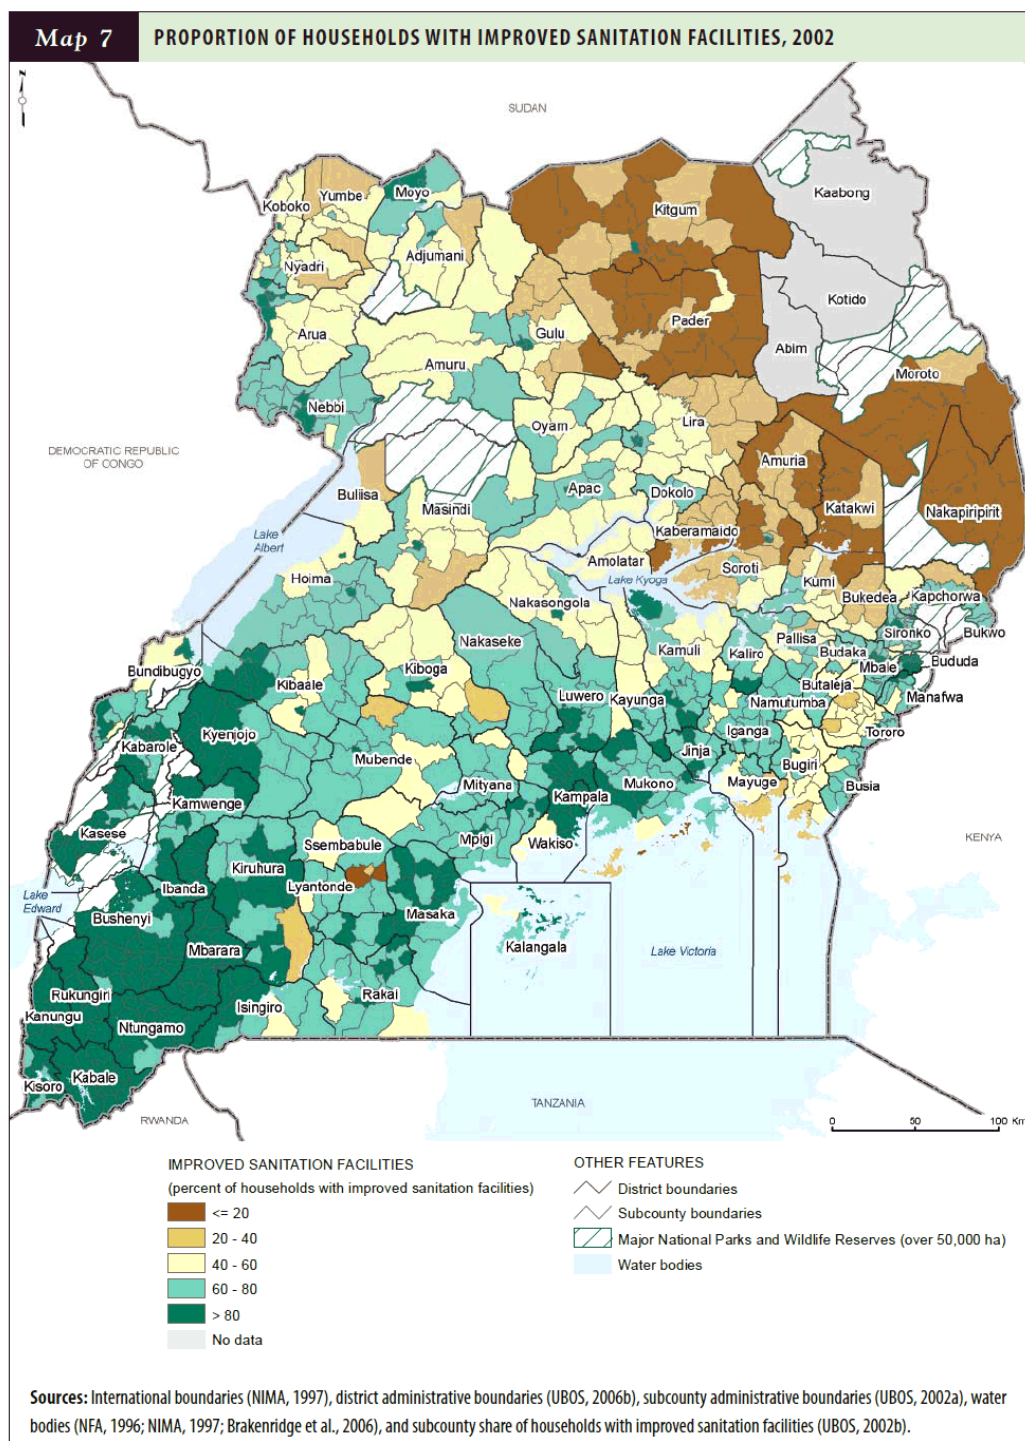 Map 7
PROPORTION OF HOUSEHOLDS WITH IMPROVED SANITATION FACILITIES, 2002
N
SUDAN
Kaabong
Moyo
Yumbe
Koboko
Kitgum
Adjumani
Nyadri
Kotido
Pader
Arua
Gulu
Abim
Amuru
Moroto
Nebbi
Oyam
Lira
DEMOCRATIC REPUBLIC
OF CONGO
Amuria
Apac
Dokolo
Buliisa
Masindi
Katakwi
Nakapiripirit
Kaberamaido
Lake
Albert
Amolatar
Soroti
Hoima
Lake Kyoga
Kumi
Bukedea
Kapchorwa
Nakasongola
Nakaseke
Pallisa
Sironko
Bukwo
Kamuli
Kaliro
Budaka
Bundibugyo
Kiboga
Mbale
Bududa
Kibaale
Butaleja
Luwero
Kayunga
Namutumba
Manafwa
Kyenjojo
Kabarole
Iganga
Tororo
Mubende
Jinja
Bugiri
Mityana
Mukono
Mayuge
Busia
Kamwenge
Kampala
Kasese
Ssembabule
Mpigi
Wakiso
KENYA
Kiruhura
Lyantonde
Ibanda
Lake
Edward
Bushenyi
Masaka
Mbarara
Kalangala
Lake Victoria
Rukungiri
Rakai
Kanungu
Isingiro
Ntungamo
Kabale
Kisoro
TANZANIA
RWANDA
0 50 100 Km
IMPROVED SANITATION FACILITIES
(percent of households with improved sanitation facilities)
<= 20
20 - 40
40 - 60
60 - 80
> 80
No data
OTHER FEATURES
District boundaries
Subcounty boundaries
Major National Parks and Wildlife Reserves (over 50,000 ha)
Water bodies
Sources: International boundaries (NIMA, 1997), district administrative boundaries (UBOS, 2006b), subcounty administrative boundaries (UBOS, 2002a), water
bodies (NFA, 1996; NIMA, 1997; Brakenridge et al., 2006), and subcounty share of households with improved sanitation facilities (UBOS, 2002b).